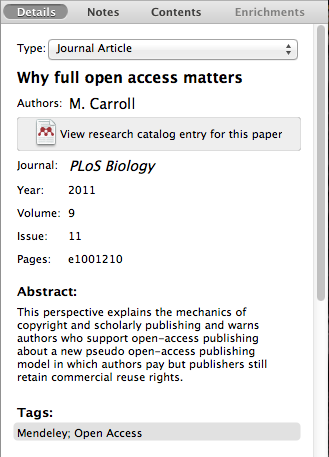 Details Notes Contents Enrichments
Type: Journal Article
Why full open access matters
Authors: M. Carroll
View research catalog entry for this paper
Journal: PLoS Biology
Year: 2011
Volume: 9
Issue: 11
Pages: e1001210
Abstract:
This perspective explains the mechanics of
copyright and scholarly publishing and warns
authors who support open-access publishing
about a new pseudo open-access publishing
model in which authors pay but publishers still
retain commercial reuse rights.
Tags:
Mendeley; Open Access